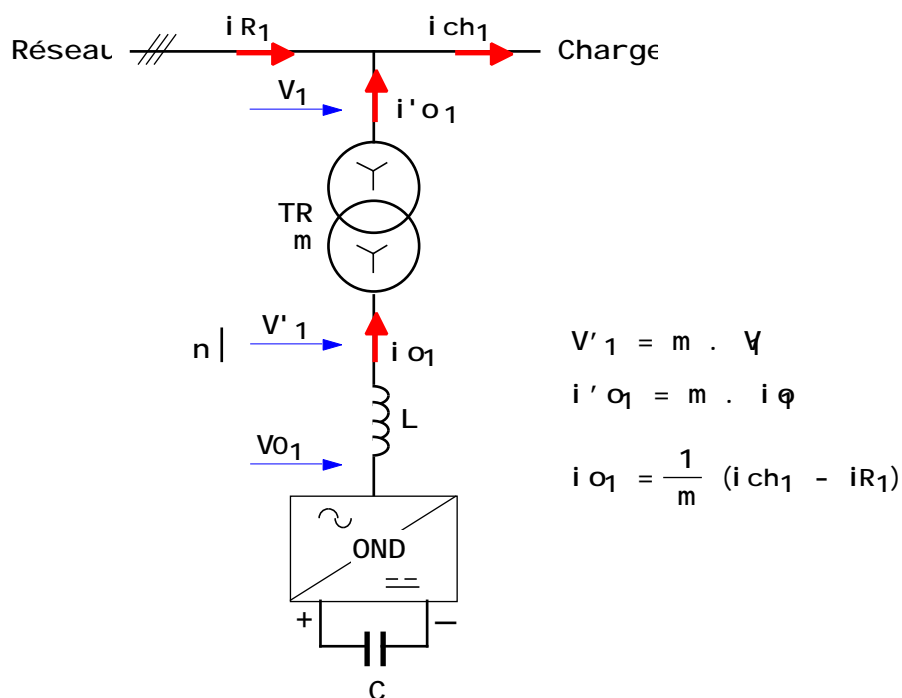 iR1
ich1
Réseau
Charge
V1
i'o1
TR
m
V'1
n|
io1
V'1 = m . V1
i'o1 = m . io1
L
VO1
io1 = 1/m (ich1 - iR1)
OND
+
—
C